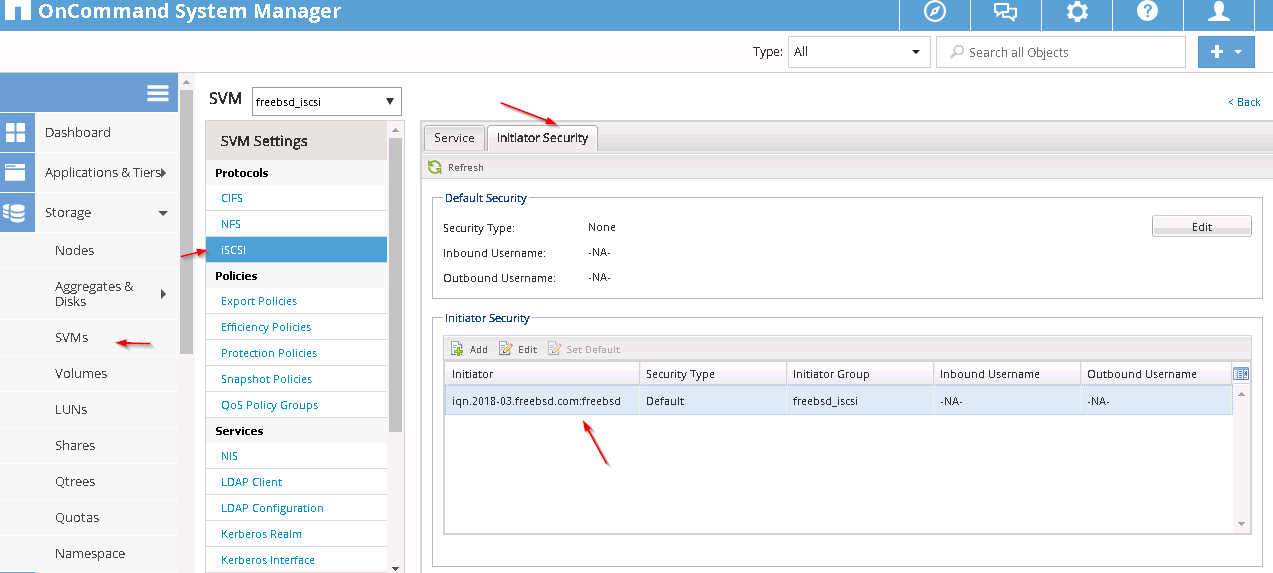 OnCommand System Manager
Type: All Search all Objects
SVM freebsd_iscsi
< Back
Dashboard
Applications & Tiers
Storage
Nodes
Aggregates &
Disks
SVMs
Volumes
LUNs
Shares
Qtrees
Quotas
Namespace
SVM Settings
Protocols
CIFS
NFS
iSCSI
Policies
Export Policies
Efficiency Policies
Protection Policies
Snapshot Policies
QoS Policy Groups
Services
NIS
LDAP Client
LDAP Configuration
Kerberos Realm
Kerberos Interface
Service Initiator Security
Refresh
Default Security
Security Type: None
Edit
Inbound Username: -NA-
Outbound Username: -NA-
Initiator Security
Add Edit Set Default
Initiator Security Type Initiator Group Inbound Username Outbound Username
iqn.2018-03.freebsd.com:freebsd Default freebsd_iscsi -NA- -NA-